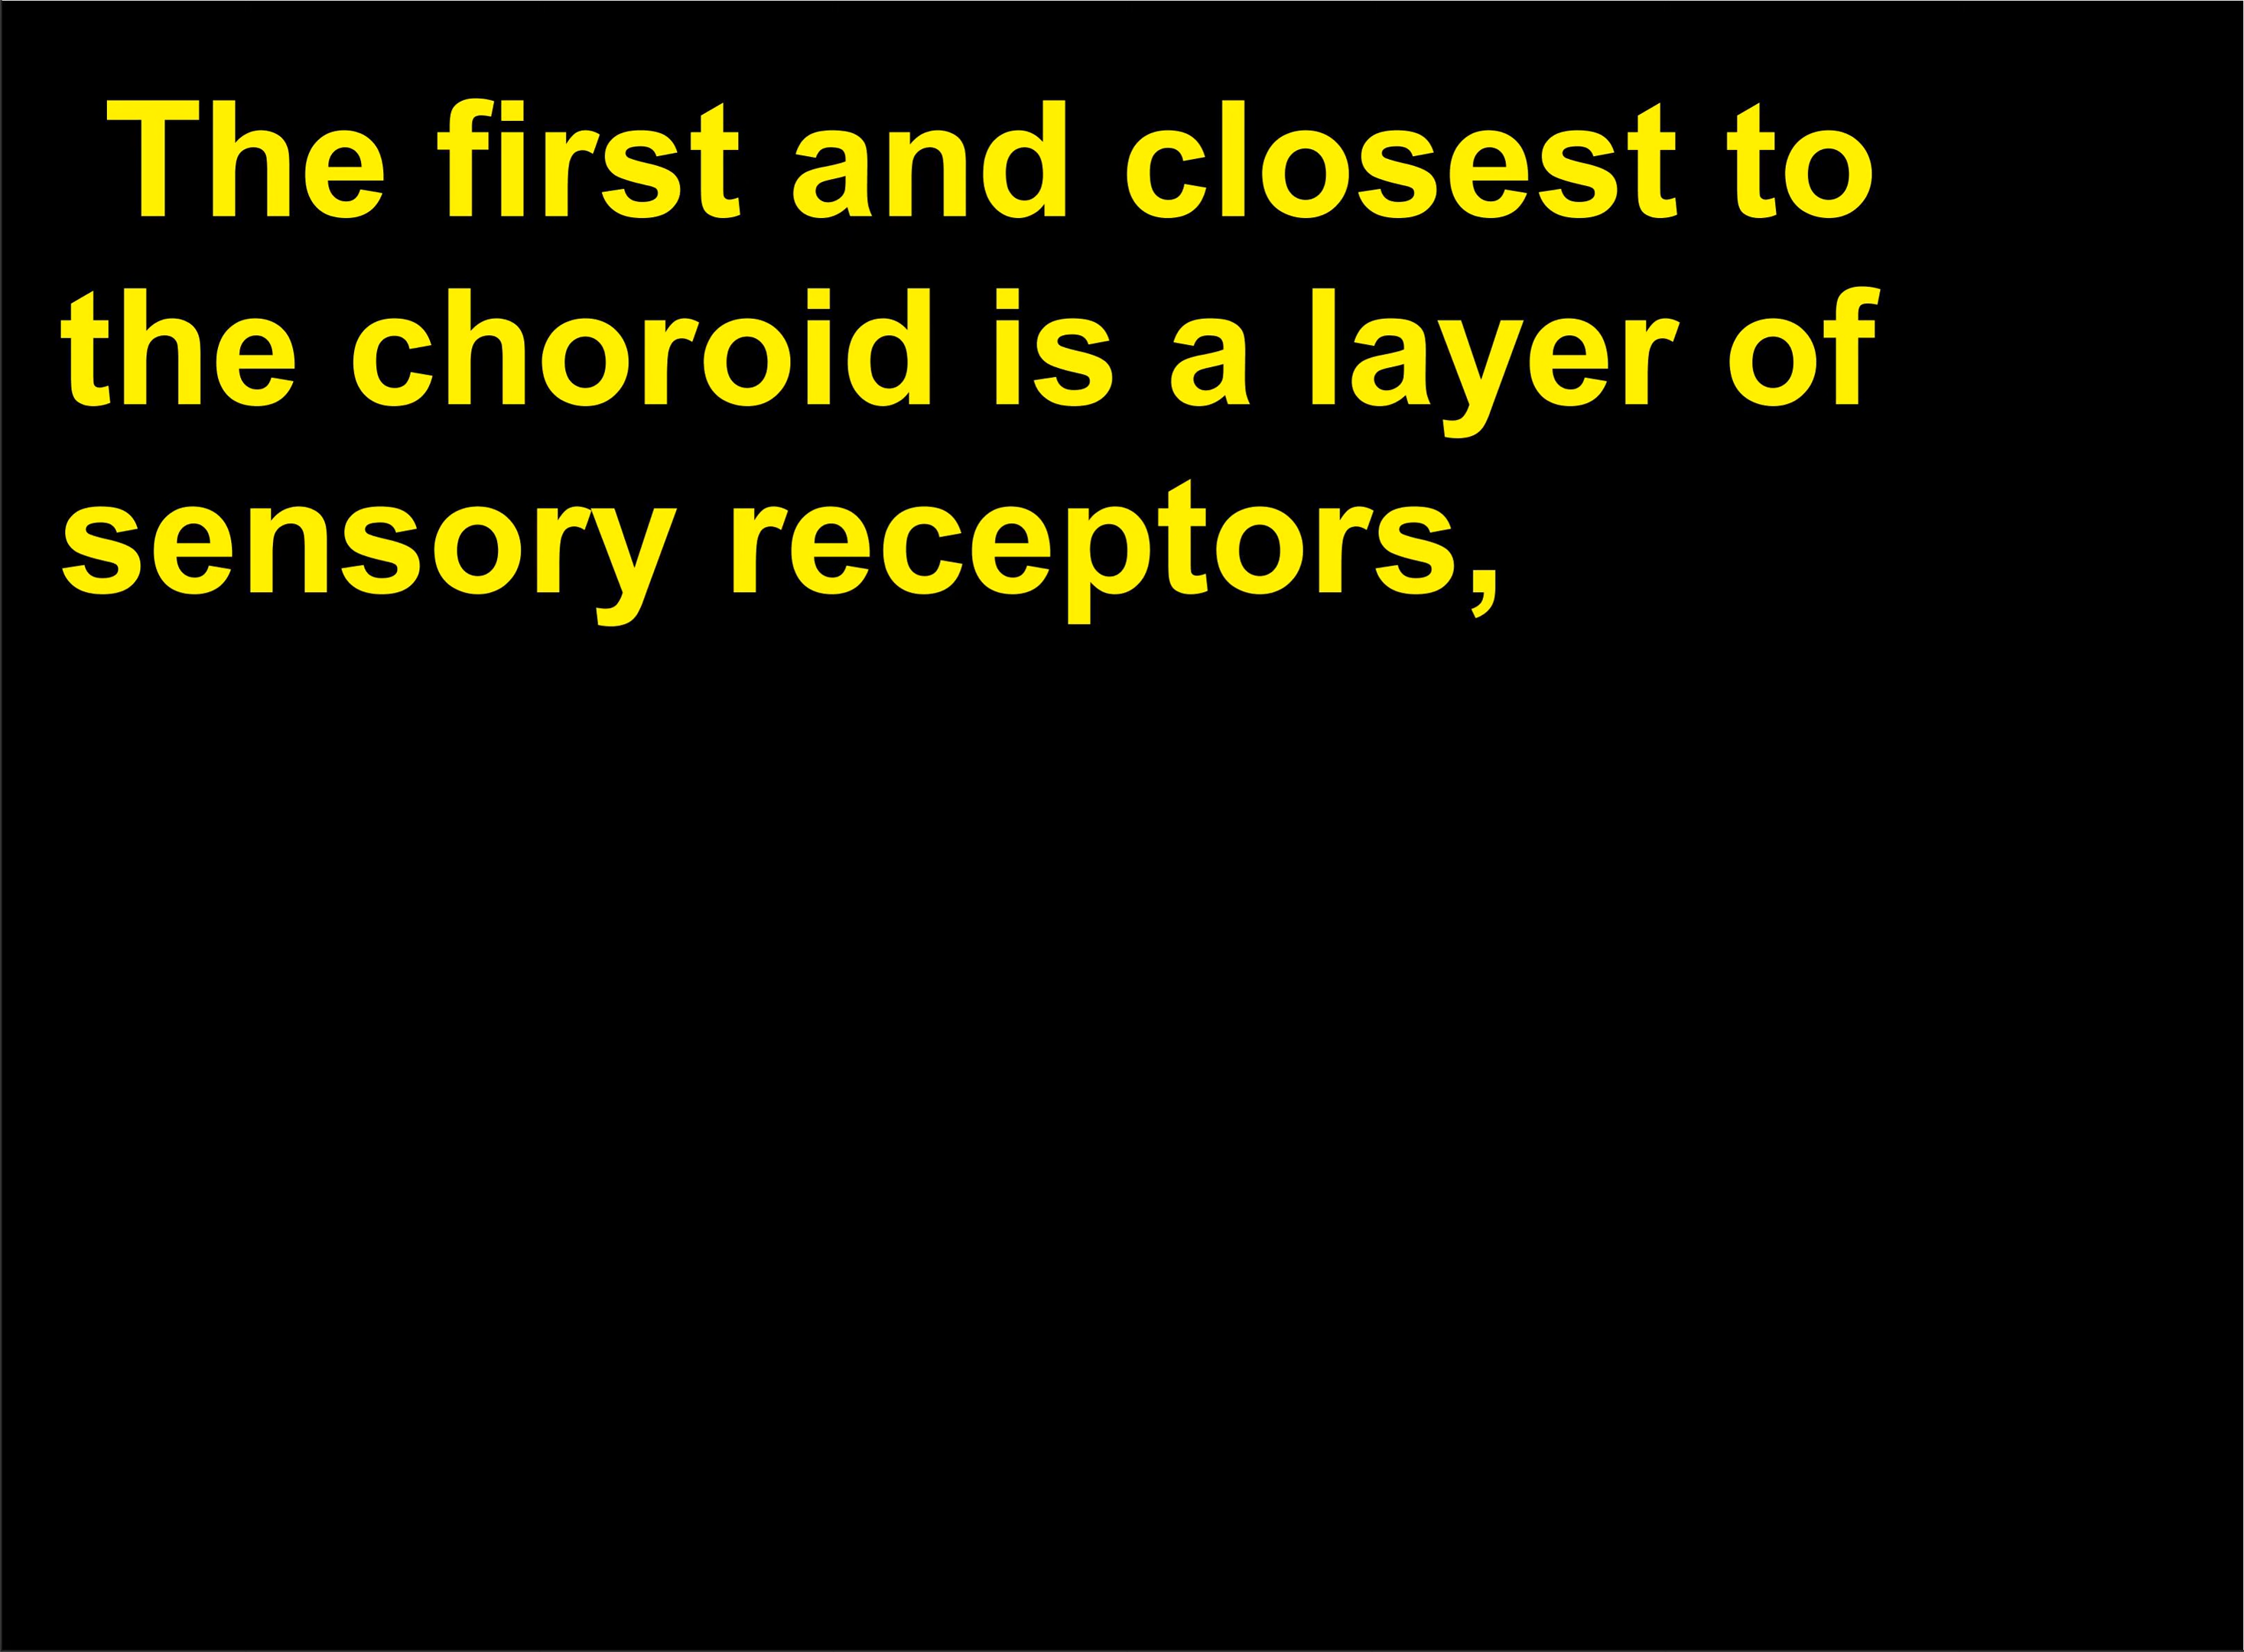 The first and closest to
the choroid is a layer of
sensory receptors,